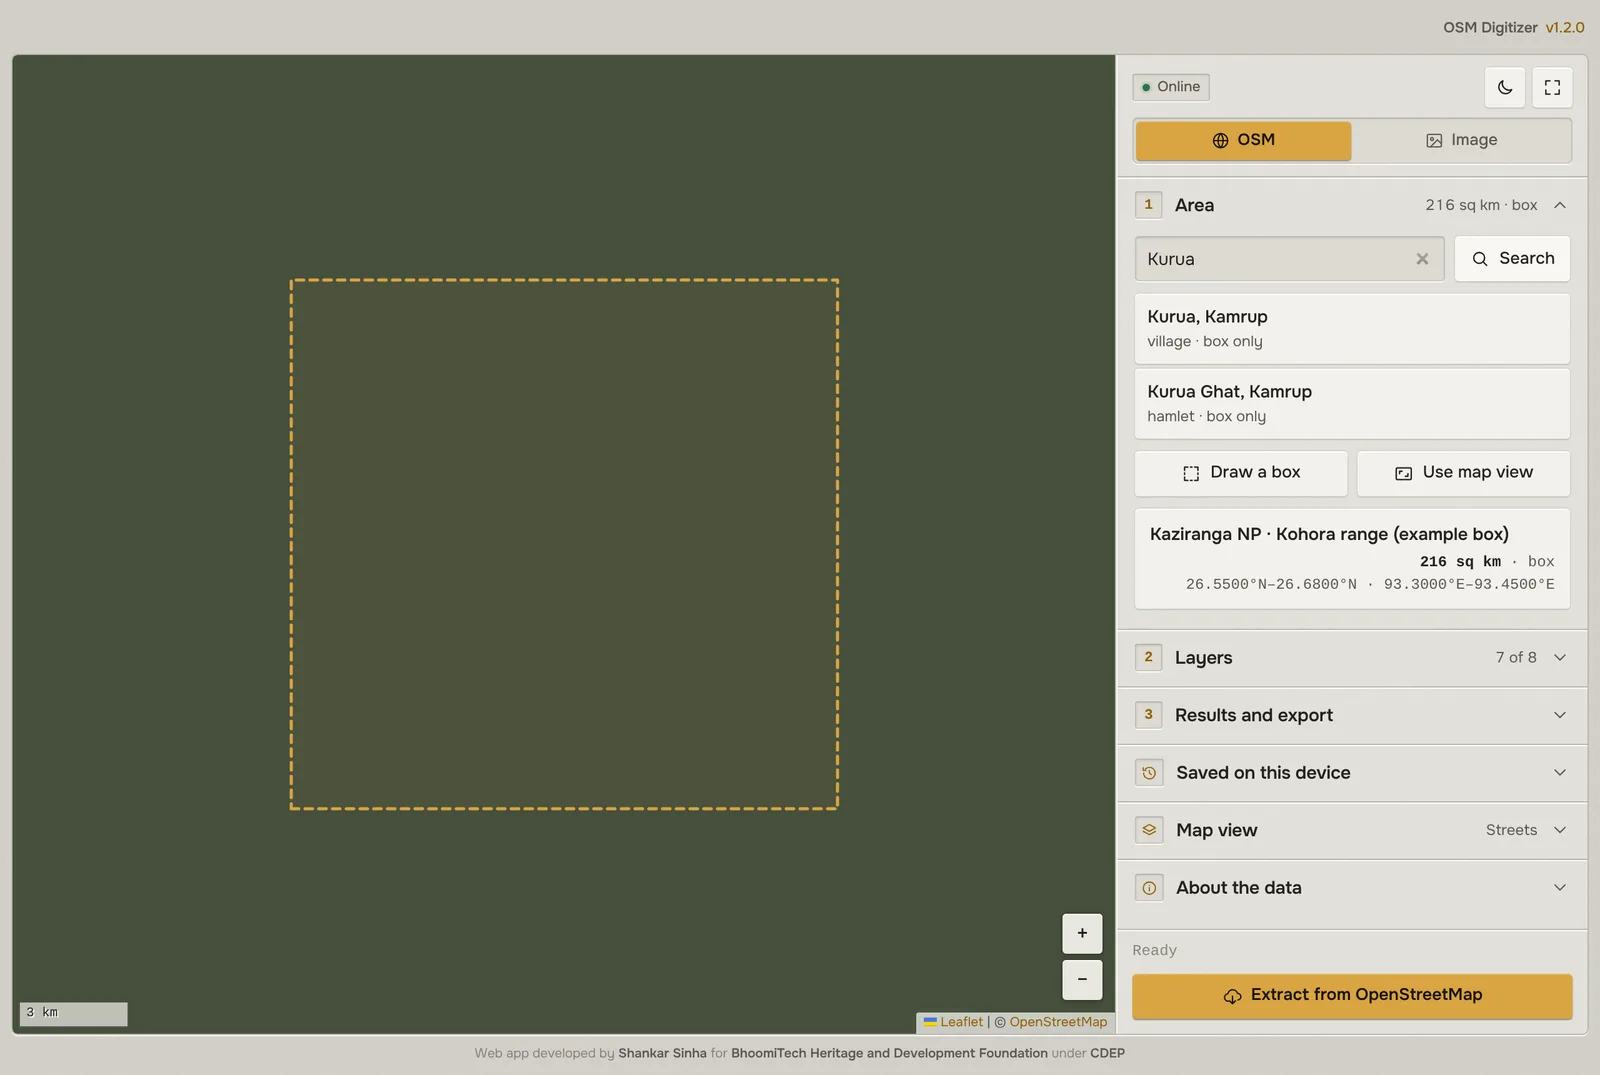 OSM Digitizer v1.2.0
Online
OSM
Image
1 Area 216 sq km · box
Kurua
Search
Kurua, Kamrup
village · box only
Kurua Ghat, Kamrup
hamlet · box only
Draw a box
Use map view
Kaziranga NP · Kohora range (example box)
216 sq km · box
26.5500°N–26.6800°N · 93.3000°E–93.4500°E
2 Layers 7 of 8
3 Results and export
Saved on this device
Map view Streets
About the data
Ready
Extract from OpenStreetMap
+
−
3 km
Leaflet | © OpenStreetMap
Web app developed by Shankar Sinha for BhoomiTech Heritage and Development Foundation under CDEP